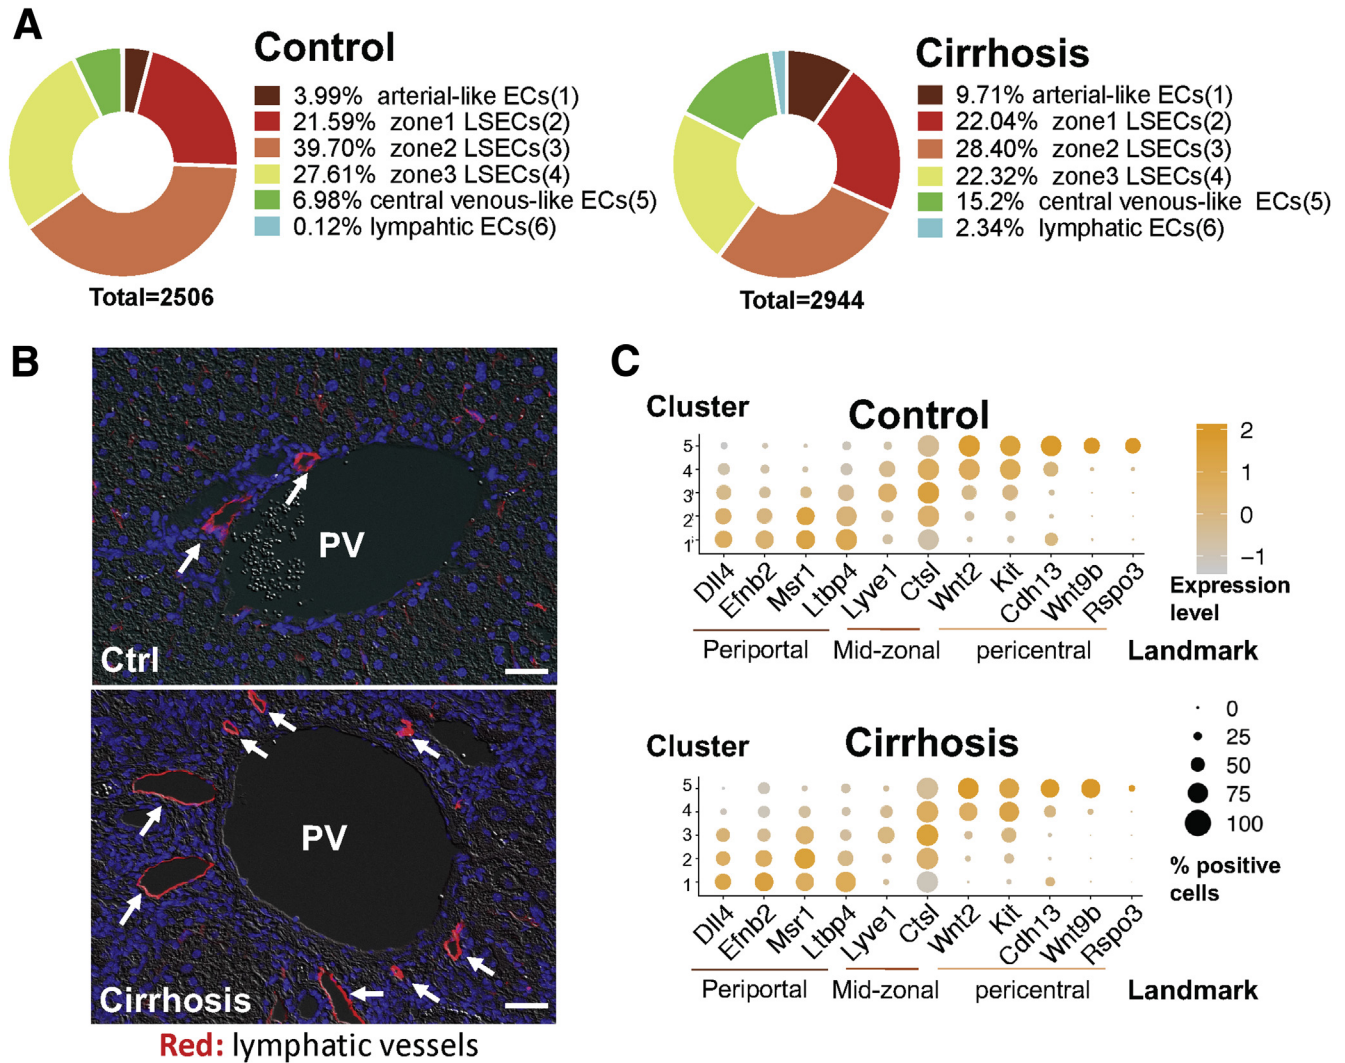 A
Control
3.99% arterial-like ECs(1)
21.59% zone1 LSECs(2)
39.70% zone2 LSECs(3)
27.61% zone3 LSECs(4)
6.98% central venous-like ECs(5)
0.12% lympahtic ECs(6)
Total=2506
Cirrhosis
9.71% arterial-like ECs(1)
22.04% zone1 LSECs(2)
28.40% zone2 LSECs(3)
22.32% zone3 LSECs(4)
15.2% central venous-like ECs(5)
2.34% lymphatic ECs(6)
Total=2944
B
PV
Ctrl
PV
Cirrhosis
Red: lymphatic vessels
C
Cluster
Control
5
4
3
2
1
Dll4 Efnb2 Msr1 Ltbp4 Lyve1 Ctsl Wnt2 Kit Cdh13 Wnt9b Rspo3
Periportal Mid-zonal pericentral Landmark
2
1
0
−1
Expression
level
Cluster
Cirrhosis
5
4
3
2
1
Dll4 Efnb2 Msr1 Ltbp4 Lyve1 Ctsl Wnt2 Kit Cdh13 Wnt9b Rspo3
Periportal Mid-zonal pericentral Landmark
0
25
50
75
100
% positive
cells